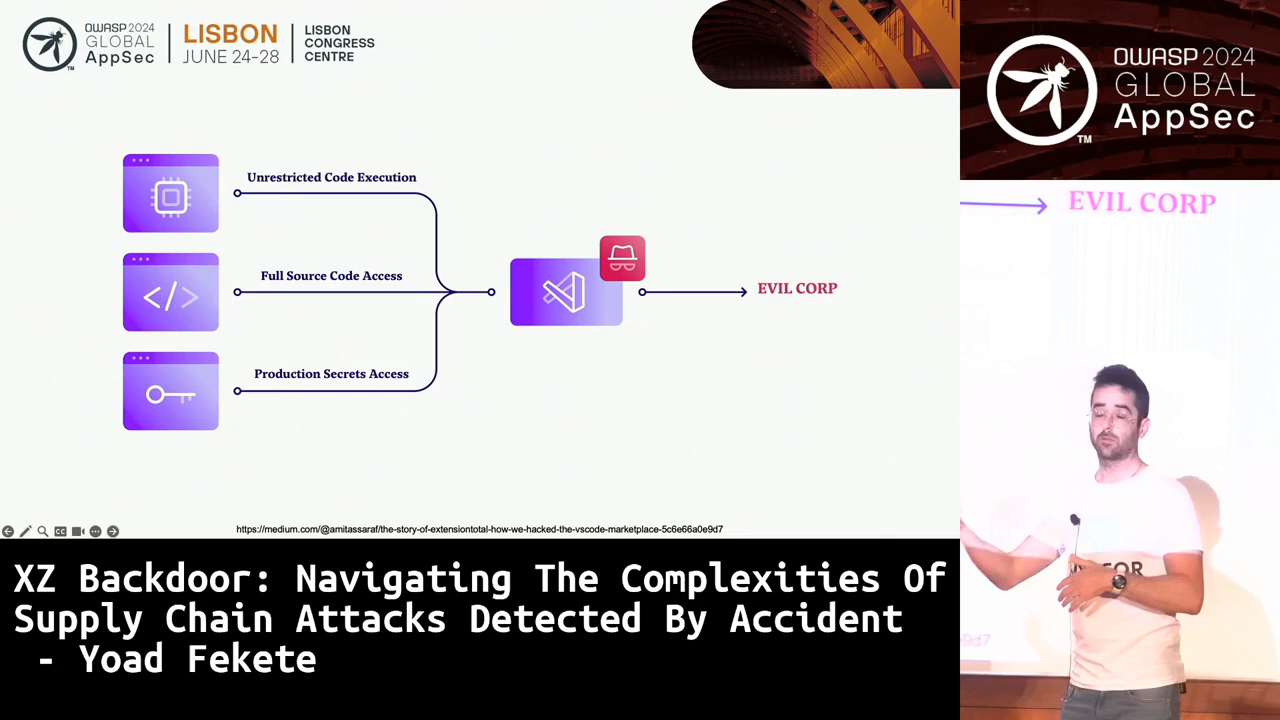 OWASP 2024
GLOBAL
AppSec
TM
LISBON
JUNE 24-28
LISBON
CONGRESS
CENTRE
OWASP 2024
GLOBAL
AppSec
TM
Unrestricted Code Execution
Full Source Code Access
Production Secrets Access
EVIL CORP
EVIL CORP
CC
https://medium.com/@amitassaraf/the-story-of-extensiontotal-how-we-hacked-the-vscode-marketplace-5c6e66a0e9d7
XZ Backdoor: Navigating The Complexities Of
Supply Chain Attacks Detected By Accident
- Yoad Fekete